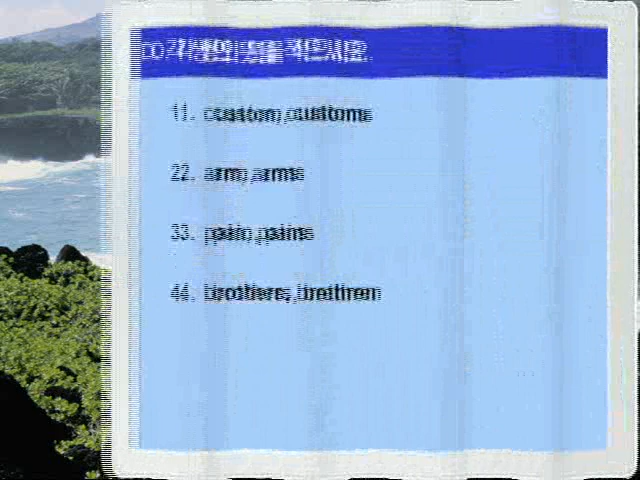 1. custom, customs
2. arm, arms
3. pain, pains
4. brothers, brethren